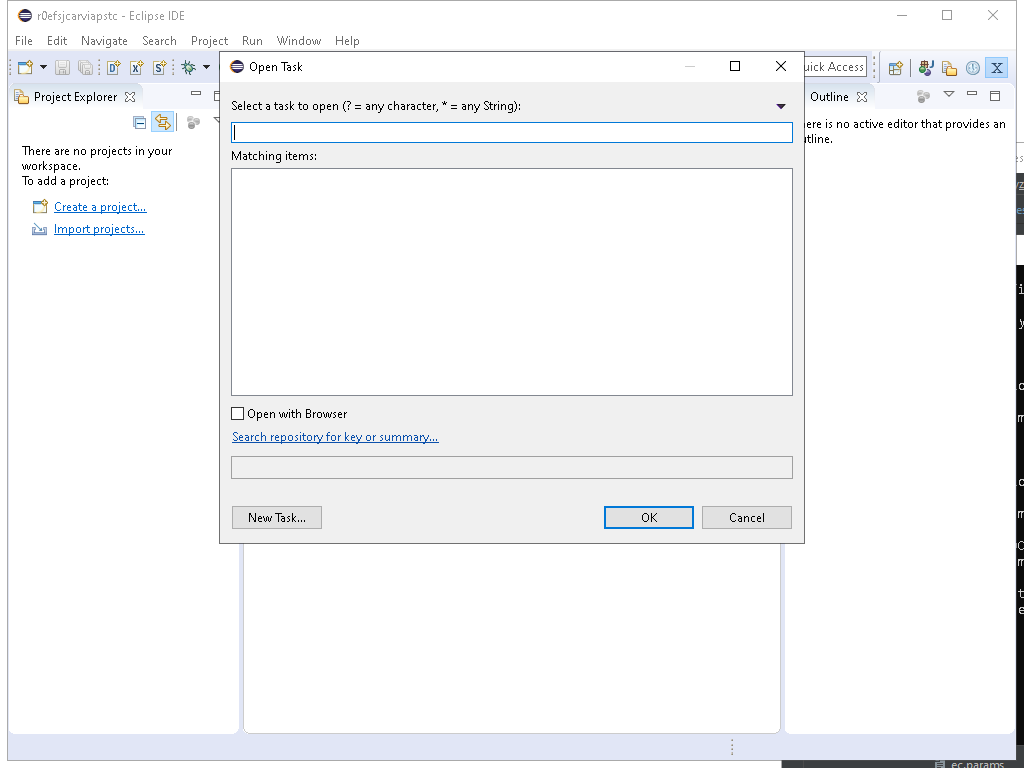 r0efsjcarviapstc - Eclipse IDE
File Edit Navigate Search Project Run Window Help
Open Task
uick Access
Project Explorer
Outline
Select a task to open (? = any character, * = any String):
ere is no active editor that provides an
utline.
Matching items:
There are no projects in your
workspace.
To add a project:
Create a project...
Import projects...
Open with Browser
Search repository for key or summary...
New Task...
OK
Cancel
ec.params